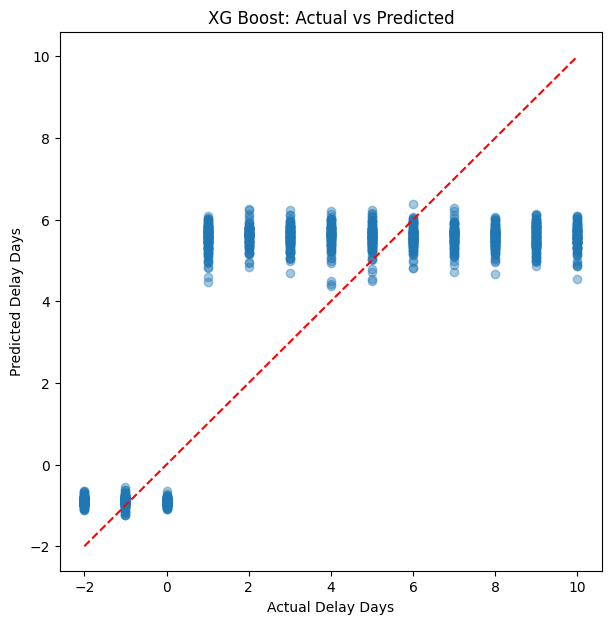 XG Boost: Actual vs Predicted
10
8
6
4
2
0
−2
Predicted Delay Days
−2 0 2 4 6 8 10
Actual Delay Days